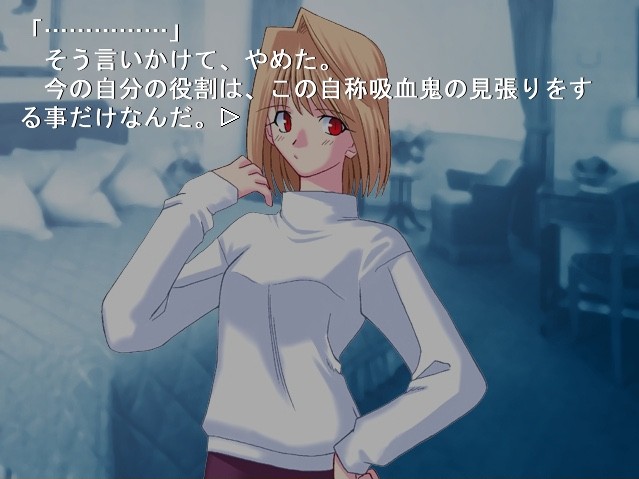 「……………」
　そう言いかけて、やめた。
　今の自分の役割は、この自称吸血鬼の見張りをす
る事だけなんだ。▷